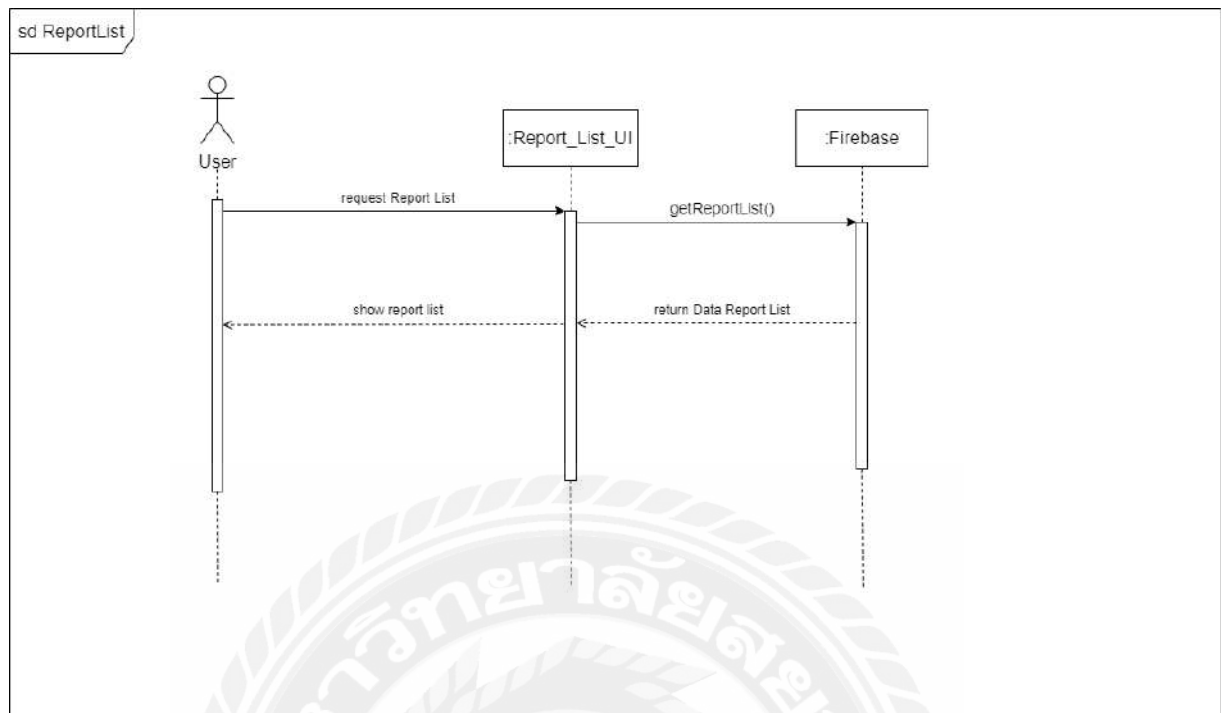 sd ReportList
User
:Report_List_UI
:Firebase
request Report List
getReportList()
show report list
return Data Report List